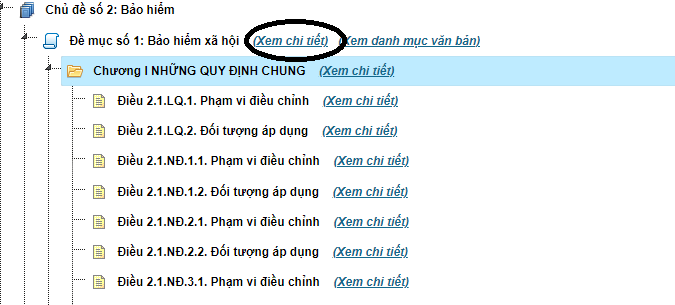 Chủ đề số 2: Bảo hiểm
Đề mục số 1: Bảo hiểm xã hội (Xem chi tiết) (Xem danh mục văn bản)
Chương I NHỮNG QUY ĐỊNH CHUNG (Xem chi tiết)
Điều 2.1.LQ.1. Phạm vi điều chỉnh (Xem chi tiết)
Điều 2.1.LQ.2. Đối tượng áp dụng (Xem chi tiết)
Điều 2.1.NĐ.1.1. Phạm vi điều chỉnh (Xem chi tiết)
Điều 2.1.NĐ.1.2. Đối tượng áp dụng (Xem chi tiết)
Điều 2.1.NĐ.2.1. Phạm vi điều chỉnh (Xem chi tiết)
Điều 2.1.NĐ.2.2. Đối tượng áp dụng (Xem chi tiết)
Điều 2.1.NĐ.3.1. Phạm vi điều chỉnh (Xem chi tiết)